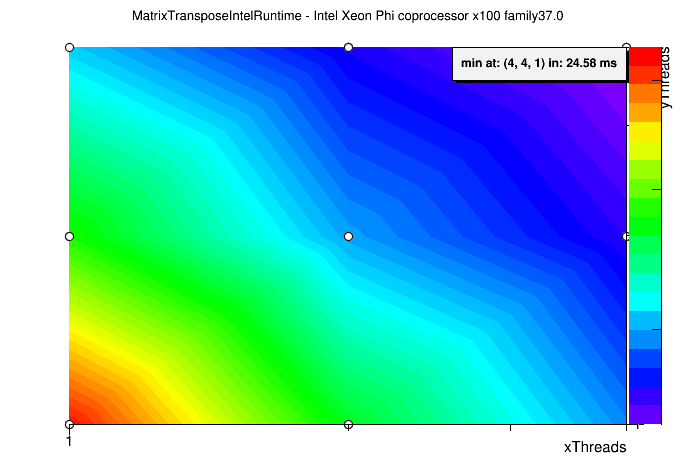 MatrixTransposeIntelRuntime - Intel Xeon Phi coprocessor x100 family37.0
min at: (4, 4, 1) in: 24.58 ms
yThreads
1
xThreads